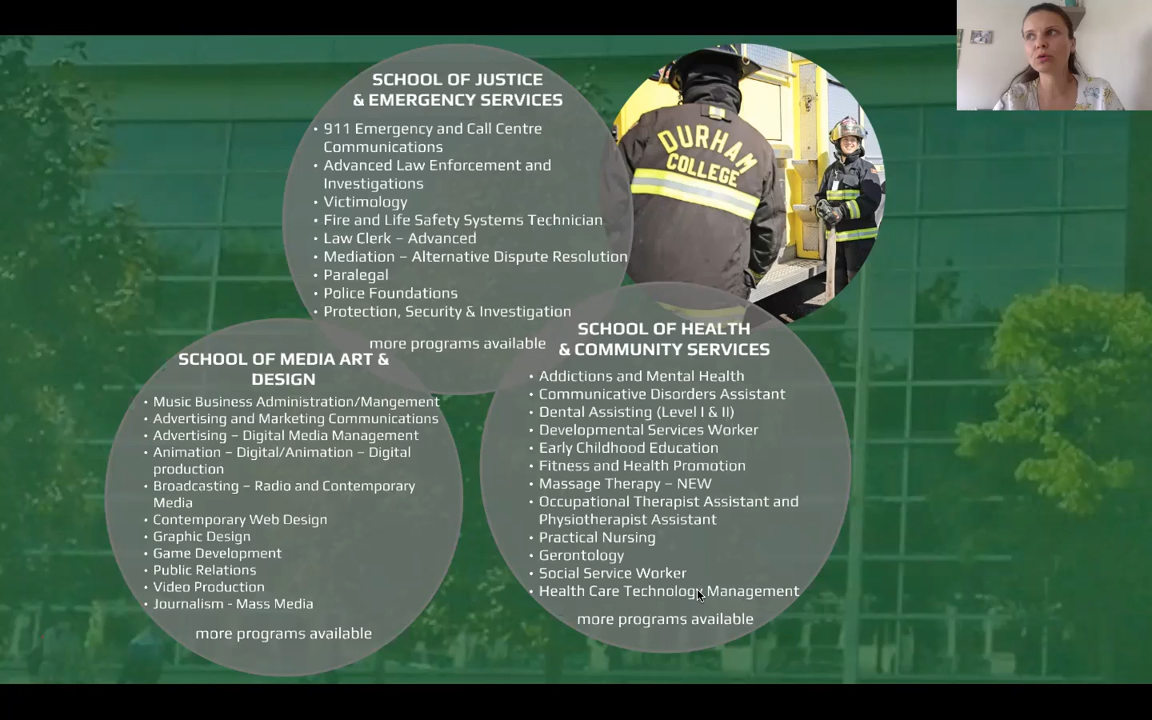 SCHOOL OF JUSTICE
& EMERGENCY SERVICES
• 911 Emergency and Call Centre
Communications
• Advanced Law Enforcement and
Investigations
• Victimology
• Fire and Life Safety Systems Technician
• Law Clerk – Advanced
• Mediation – Alternative Dispute Resolution
• Paralegal
• Police Foundations
• Protection, Security & Investigation
more programs available
DURHAM
COLLEGE
SCHOOL OF MEDIA ART &
DESIGN
• Music Business Administration/Mangement
• Advertising and Marketing Communications
• Advertising – Digital Media Management
• Animation – Digital/Animation – Digital
production
• Broadcasting – Radio and Contemporary
Media
• Contemporary Web Design
• Graphic Design
• Game Development
• Public Relations
• Video Production
• Journalism - Mass Media
more programs available
SCHOOL OF HEALTH
& COMMUNITY SERVICES
• Addictions and Mental Health
• Communicative Disorders Assistant
• Dental Assisting (Level I & II)
• Developmental Services Worker
• Early Childhood Education
• Fitness and Health Promotion
• Massage Therapy – NEW
• Occupational Therapist Assistant and
Physiotherapist Assistant
• Practical Nursing
• Gerontology
• Social Service Worker
• Health Care Technology Management
more programs available